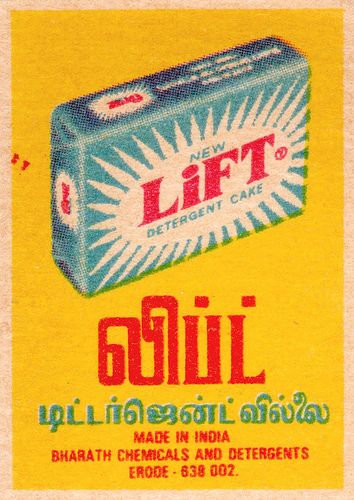 NEW
LiFT®
DETERGENT CAKE
லிப்ட்
டிட்டர்ஜென்ட் வில்லை
MADE IN INDIA
BHARATH CHEMICALS AND DETERGENTS
ERODE - 638 002.